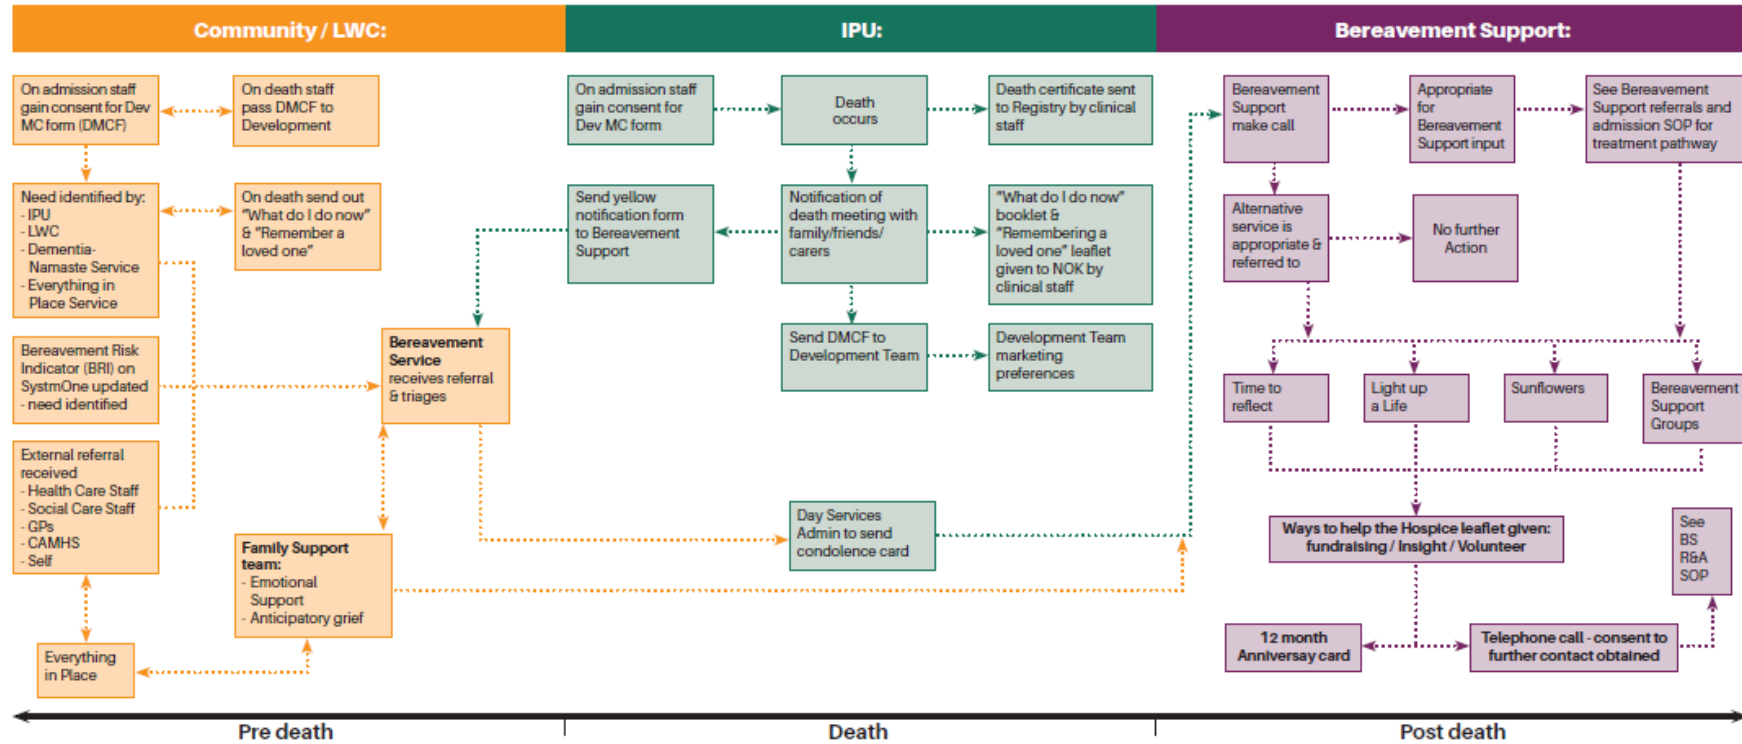 Community / LWC:
IPU:
Bereavement Support:
On admission staff
gain consent for Dev
MC form (DMCF)
On death staff
pass DMCF to
Development
Need identified by:
- IPU
- LWC
- Dementia-
Namaste Service
- Everything in
Place Service
On death send out
"What do I do now"
& "Remember a
loved one"
Bereavement Risk
Indicator (BRI) on
SystmOne updated
- need identified
External referral
received
- Health Care Staff
- Social Care Staff
- GPs
- CAMHS
- Self
Everything
in Place
Family Support
team:
- Emotional
Support
- Anticipatory grief
Bereavement
Service
receives referral
& triages
On admission staff
gain consent for
Dev MC form
Death
occurs
Death certificate sent
to Registry by clinical
staff
Send yellow
notification form
to Bereavement
Support
Notification of
death meeting with
family/friends/
carers
"What do I do now"
booklet &
"Remembering a
loved one" leaflet
given to NOK by
clinical staff
Send DMCF to
Development Team
Development Team
marketing
preferences
Day Services
Admin to send
condolence card
Bereavement
Support
make call
Appropriate
for
Bereavement
Support input
See Bereavement
Support referrals and
admission SOP for
treatment pathway
Alternative
service is
appropriate &
referred to
No further
Action
Time to
reflect
Light up
a Life
Sunflowers
Bereavement
Support
Groups
Ways to help the Hospice leaflet given:
fundraising / Insight / Volunteer
See
BS
R&A
SOP
12 month
Anniversay card
Telephone call - consent to
further contact obtained
Pre death
Death
Post death